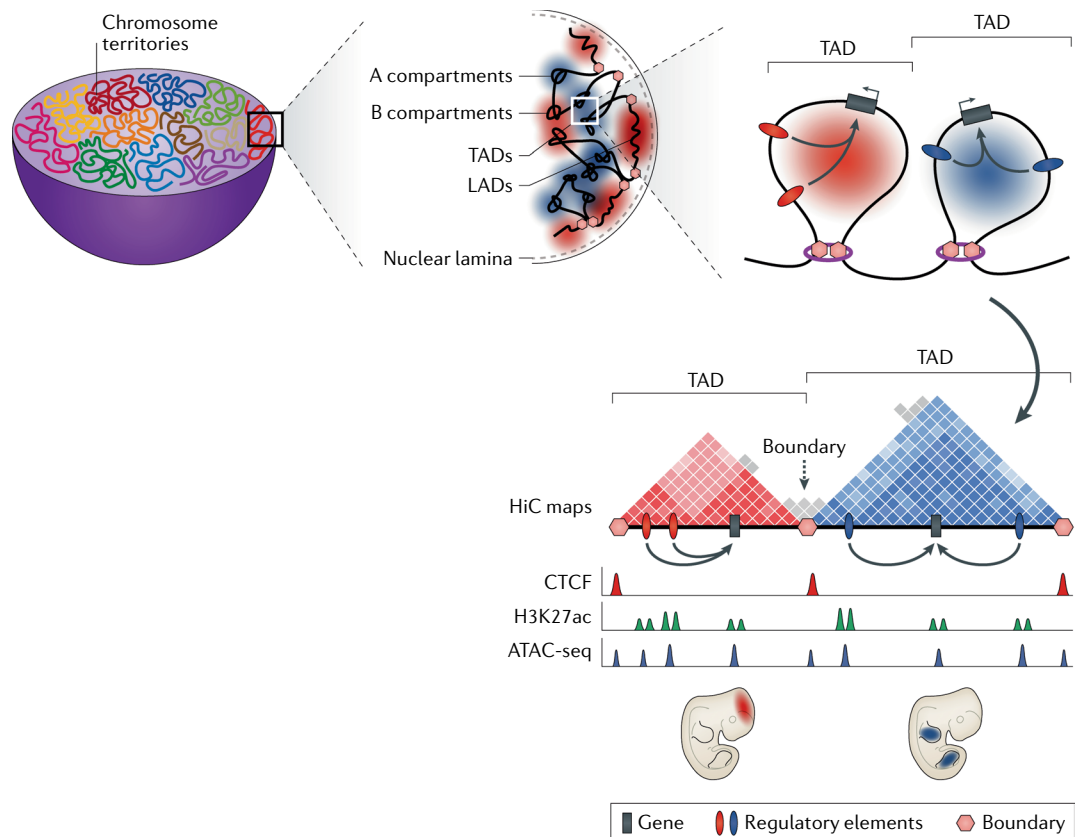 Chromosome
territories
A compartments
B compartments
TADs
LADs
Nuclear lamina
TAD
TAD
TAD
TAD
Boundary
HiC maps
CTCF
H3K27ac
ATAC-seq
Gene
Regulatory elements
Boundary